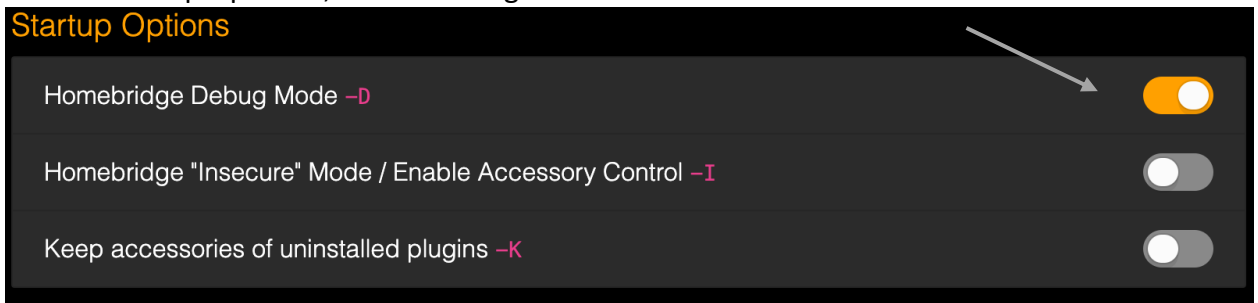 Startup Options
Homebridge Debug Mode -D
Homebridge "Insecure" Mode / Enable Accessory Control -I
Keep accessories of uninstalled plugins -K